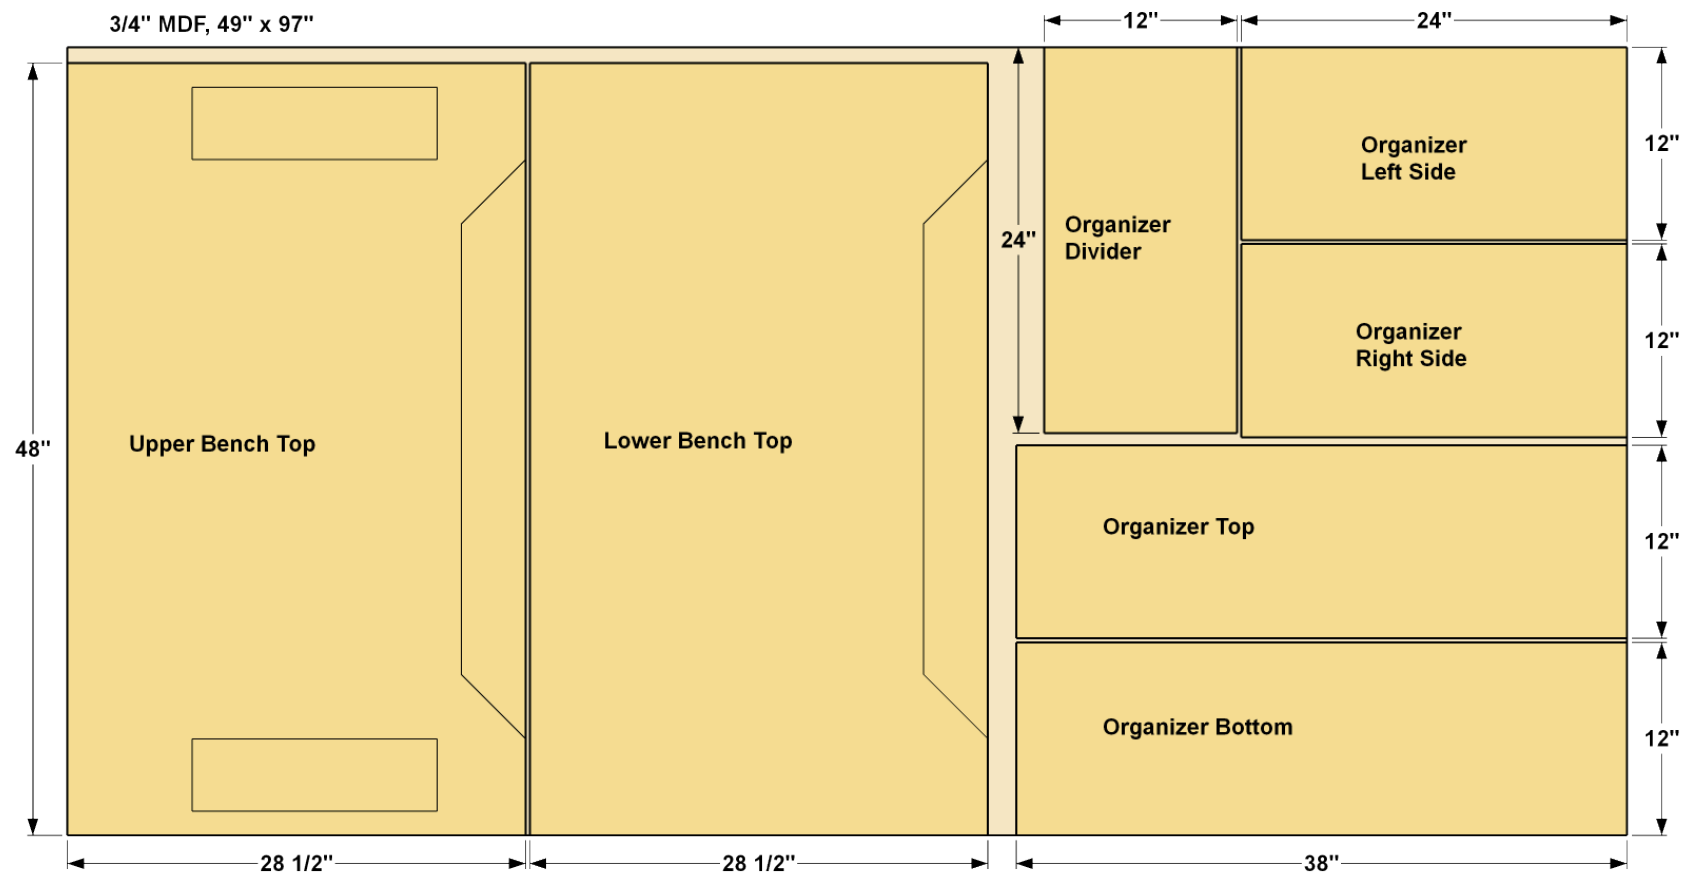 3/4" MDF, 49" x 97"
12"
24"
Organizer
Left Side
12"
Organizer
Divider
24"
Organizer
Right Side
12"
48"
Upper Bench Top
Lower Bench Top
Organizer Top
12"
Organizer Bottom
12"
28 1/2"
28 1/2"
38"